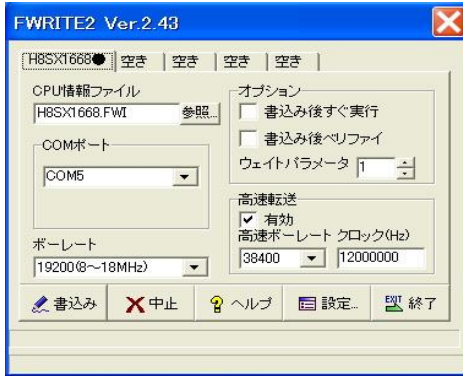 FWRITE2 Ver.2.43
H8SX1668● 空き 空き 空き 空き
CPU情報ファイル
H8SX1668.FWI 参照...
COMポート
COM5
ボーレート
19200(8～18MHz)
オプション
書込み後すぐ実行
書込み後ベリファイ
ウェイトパラメータ 1
高速転送
有効
高速ボーレート クロック(Hz)
38400 12000000
書込み 中止 ヘルプ 設定... EXIT 終了